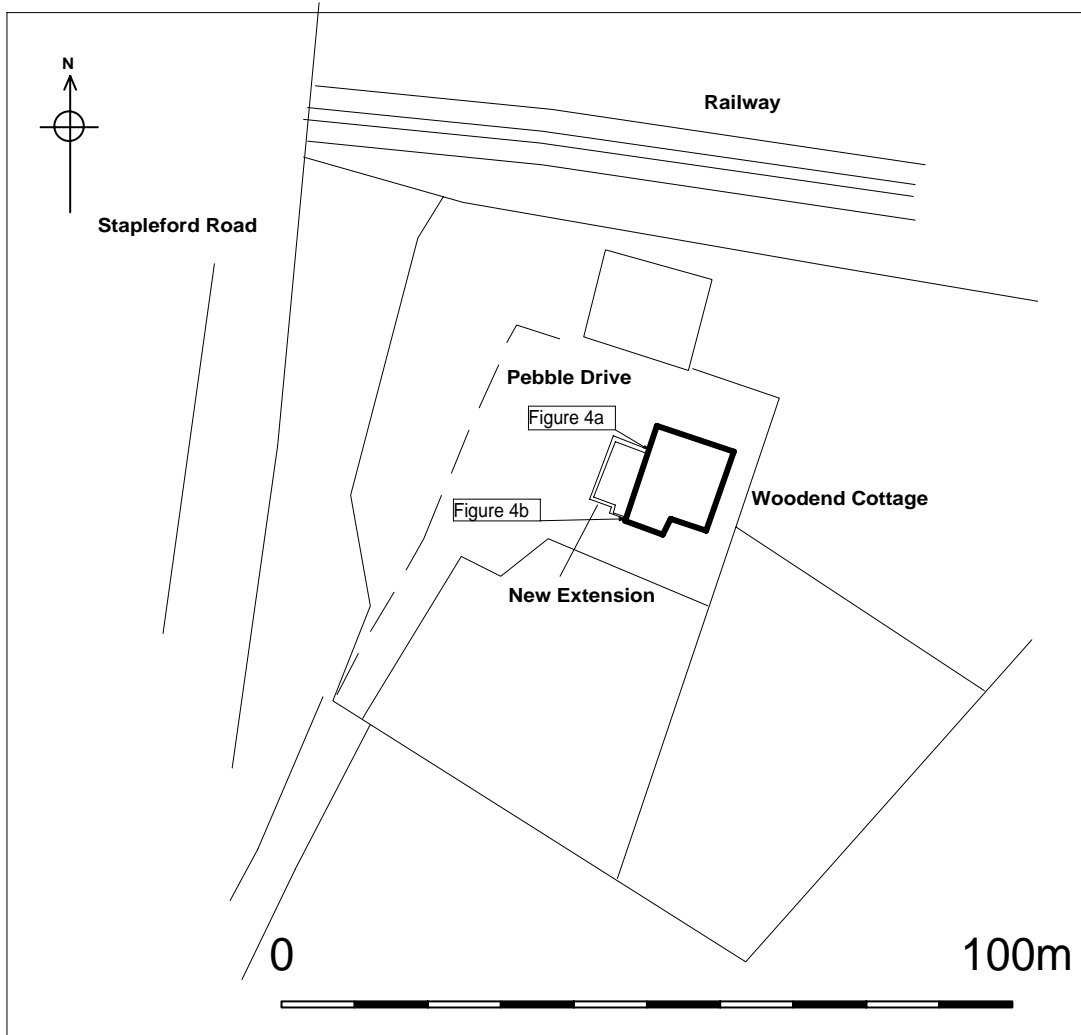 N
Railway
Stapleford Road
Pebble Drive
Figure 4a
Woodend Cottage
Figure 4b
New Extension
0 100m